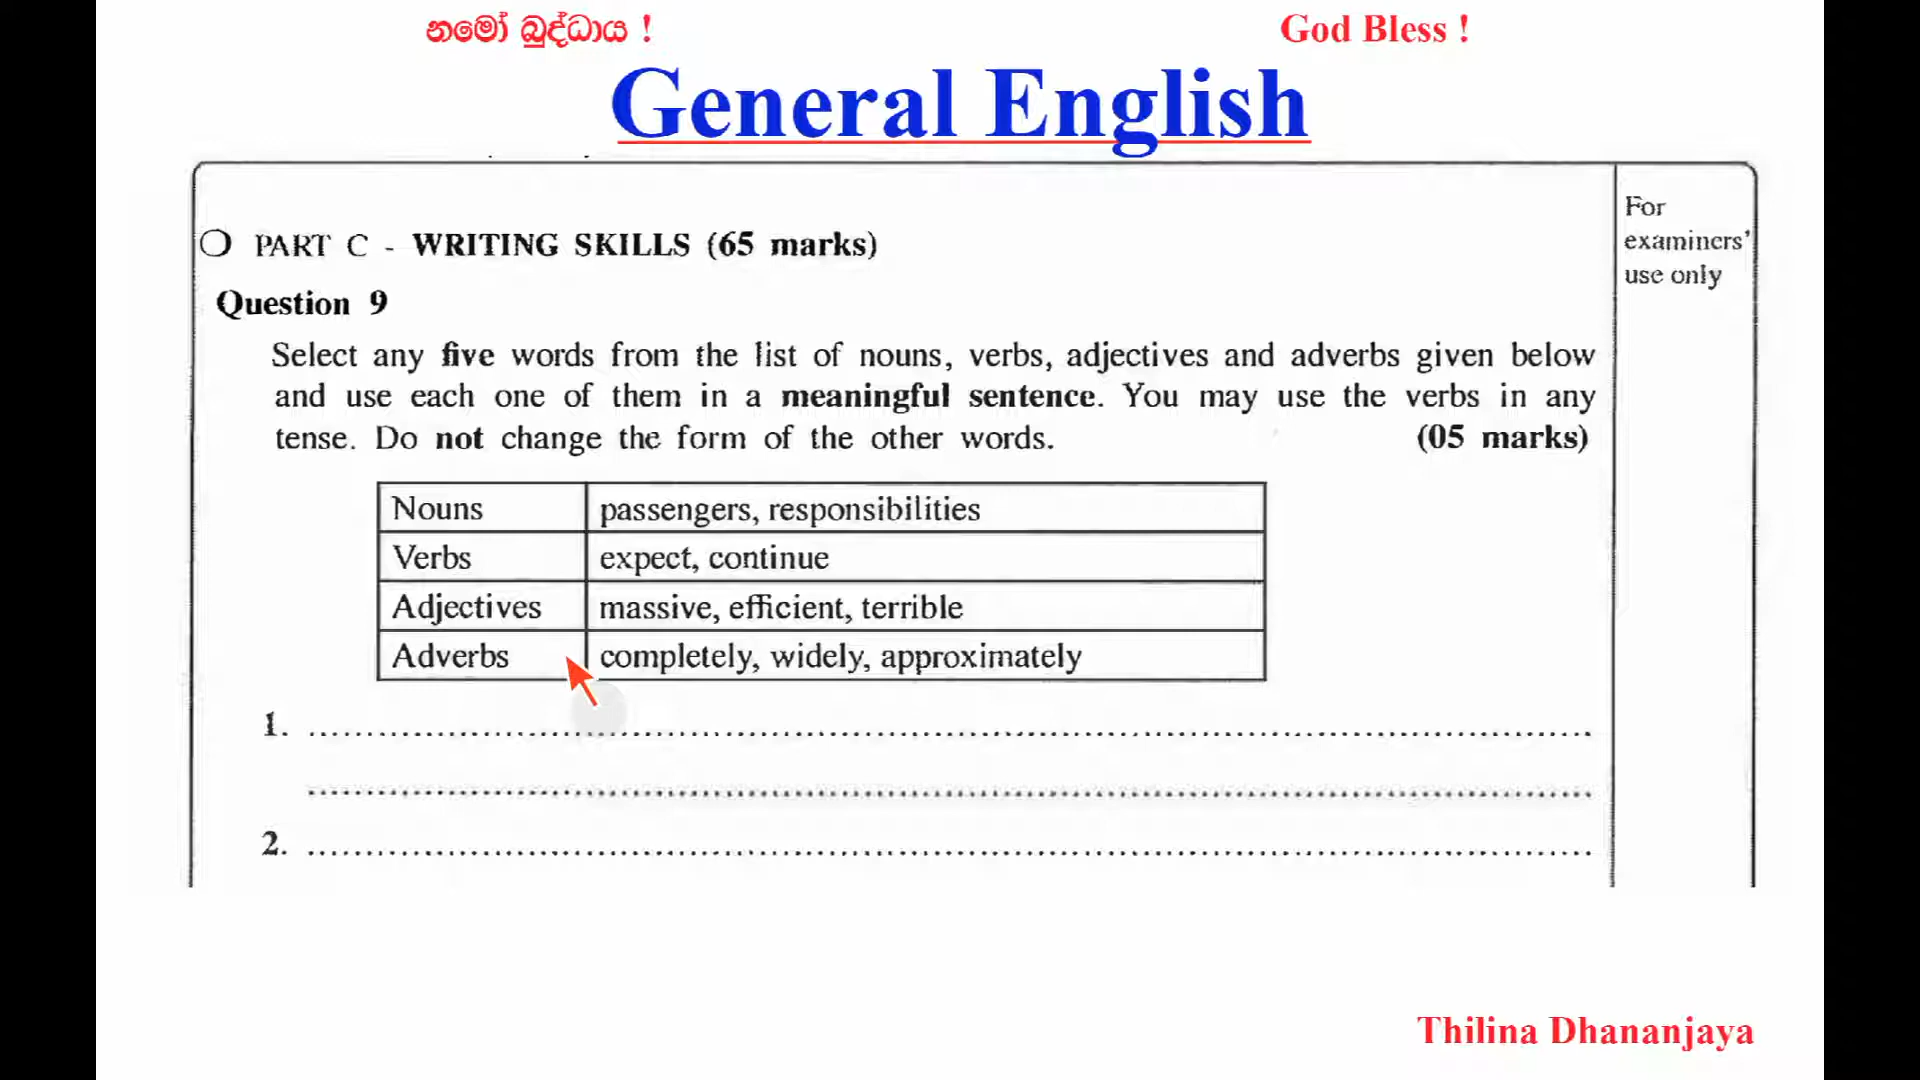 නමෝ බුද්ධාය !
God Bless !
General English
For
examiners'
use only
PART C - WRITING SKILLS (65 marks)
Question 9
Select any five words from the list of nouns, verbs, adjectives and adverbs given below
and use each one of them in a meaningful sentence. You may use the verbs in any
tense. Do not change the form of the other words. (05 marks)
Nouns passengers, responsibilities
Verbs expect, continue
Adjectives massive, efficient, terrible
Adverbs completely, widely, approximately
1.
2.
Thilina Dhananjaya